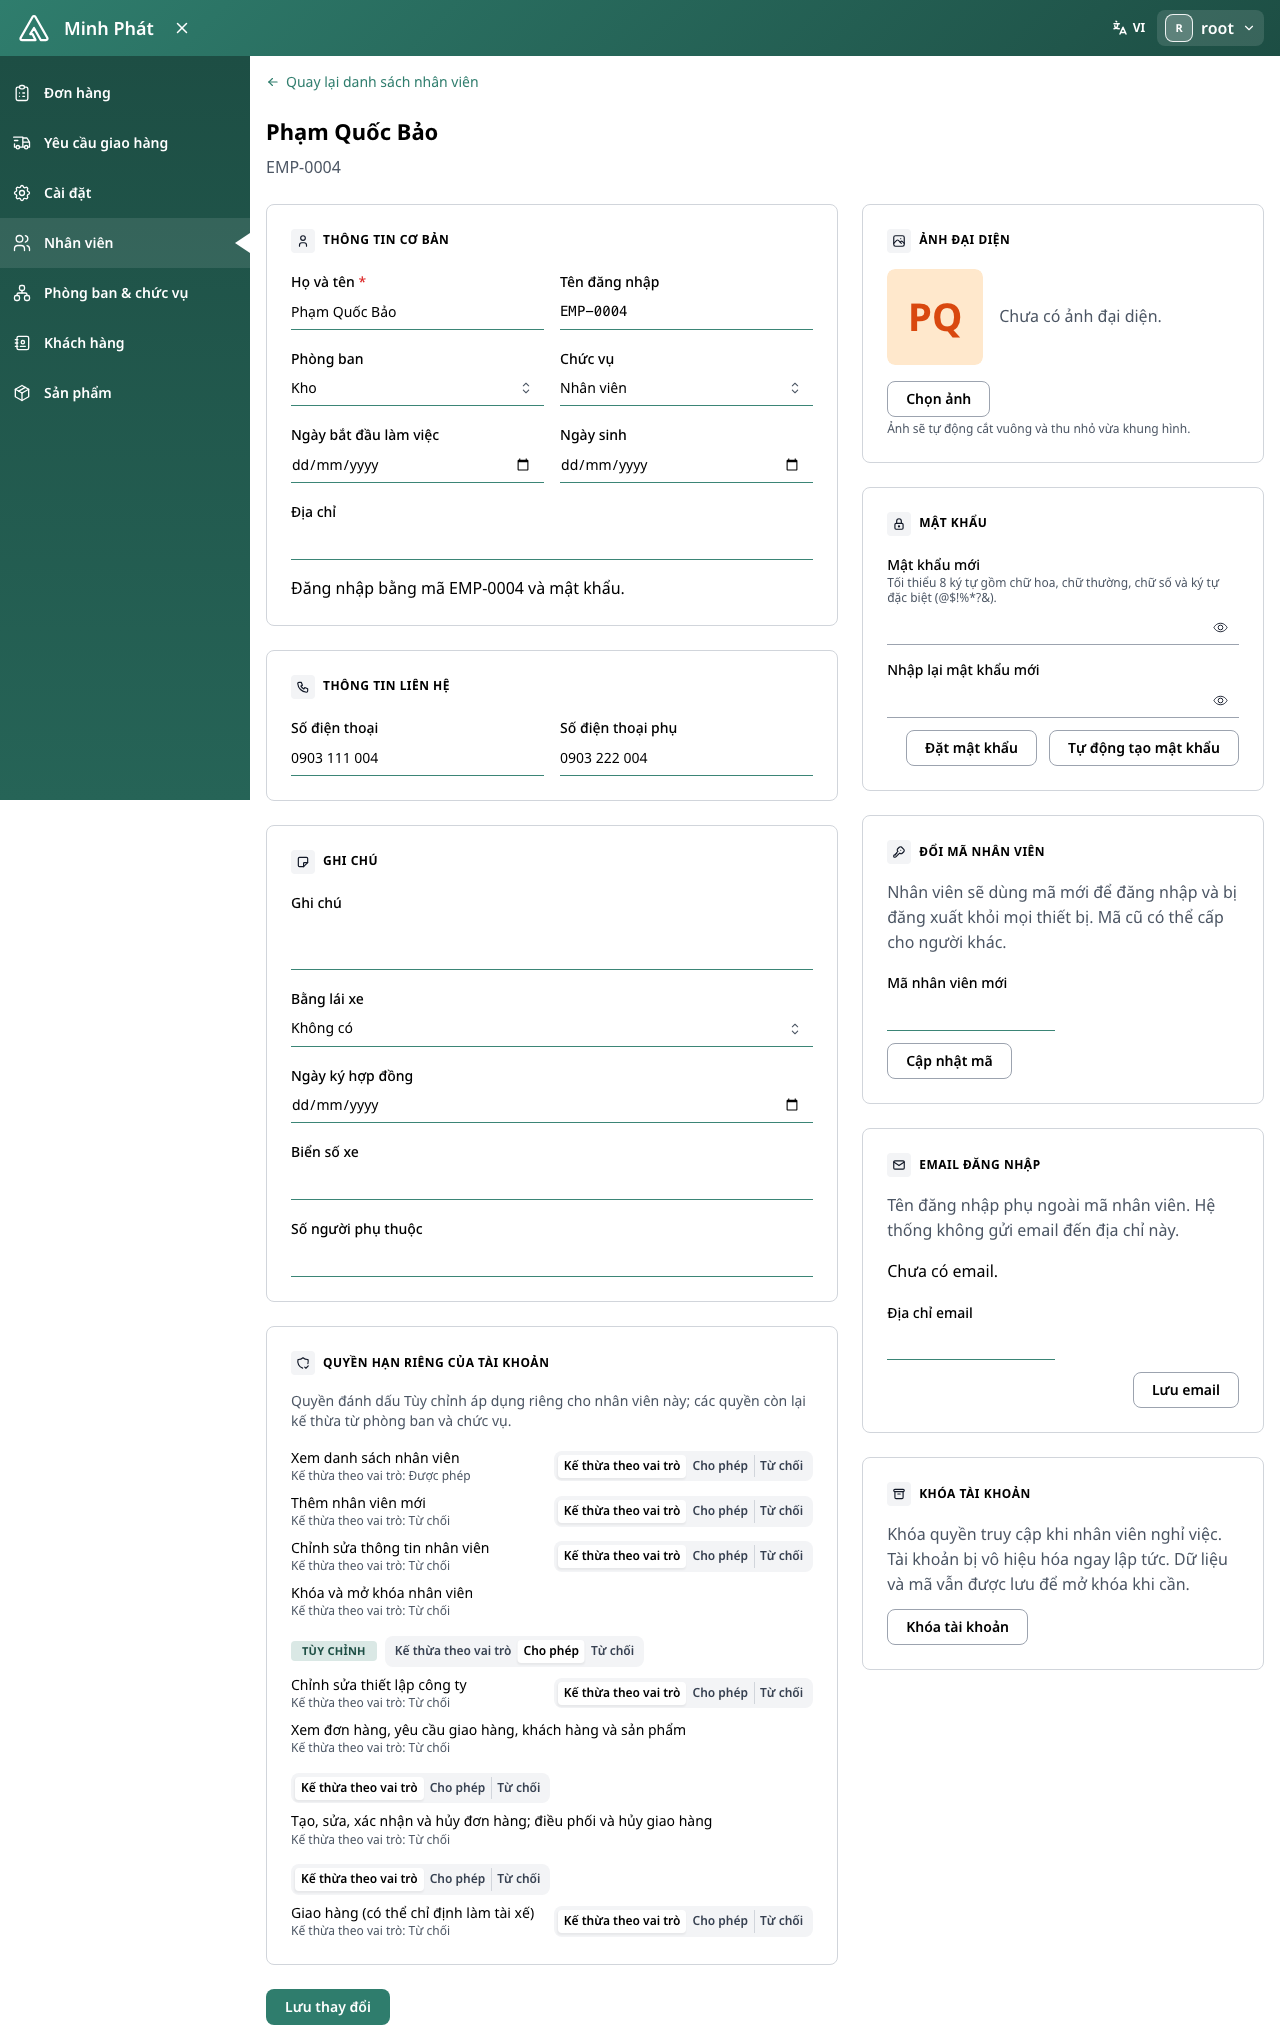 Minh Phát
VI
R
root
Đơn hàng
Yêu cầu giao hàng
Cài đặt
Nhân viên
Phòng ban & chức vụ
Khách hàng
Sản phẩm
Quay lại danh sách nhân viên
Phạm Quốc Bảo
EMP-0004
THÔNG TIN CƠ BẢN
Họ và tên *
Phạm Quốc Bảo
Tên đăng nhập
EMP-0004
Phòng ban
Kho
Chức vụ
Nhân viên
Ngày bắt đầu làm việc
dd/mm/yyyy
Ngày sinh
dd/mm/yyyy
Địa chỉ
Đăng nhập bằng mã EMP-0004 và mật khẩu.
THÔNG TIN LIÊN HỆ
Số điện thoại
0903 111 004
Số điện thoại phụ
0903 222 004
GHI CHÚ
Ghi chú
Bằng lái xe
Không có
Ngày ký hợp đồng
dd/mm/yyyy
Biển số xe
Số người phụ thuộc
QUYỀN HẠN RIÊNG CỦA TÀI KHOẢN
Quyền đánh dấu Tùy chỉnh áp dụng riêng cho nhân viên này; các quyền còn lại
kế thừa từ phòng ban và chức vụ.
Xem danh sách nhân viên
Kế thừa theo vai trò: Được phép
Kế thừa theo vai trò Cho phép Từ chối
Thêm nhân viên mới
Kế thừa theo vai trò: Từ chối
Kế thừa theo vai trò Cho phép Từ chối
Chỉnh sửa thông tin nhân viên
Kế thừa theo vai trò: Từ chối
Kế thừa theo vai trò Cho phép Từ chối
Khóa và mở khóa nhân viên
Kế thừa theo vai trò: Từ chối
TÙY CHỈNH Kế thừa theo vai trò Cho phép Từ chối
Chỉnh sửa thiết lập công ty
Kế thừa theo vai trò: Từ chối
Kế thừa theo vai trò Cho phép Từ chối
Xem đơn hàng, yêu cầu giao hàng, khách hàng và sản phẩm
Kế thừa theo vai trò: Từ chối
Kế thừa theo vai trò Cho phép Từ chối
Tạo, sửa, xác nhận và hủy đơn hàng; điều phối và hủy giao hàng
Kế thừa theo vai trò: Từ chối
Kế thừa theo vai trò Cho phép Từ chối
Giao hàng (có thể chỉ định làm tài xế)
Kế thừa theo vai trò: Từ chối
Kế thừa theo vai trò Cho phép Từ chối
Lưu thay đổi
ẢNH ĐẠI DIỆN
PQ
Chưa có ảnh đại diện.
Chọn ảnh
Ảnh sẽ tự động cắt vuông và thu nhỏ vừa khung hình.
MẬT KHẨU
Mật khẩu mới
Tối thiểu 8 ký tự gồm chữ hoa, chữ thường, chữ số và ký tự
đặc biệt (@$!%*?&).
Nhập lại mật khẩu mới
Đặt mật khẩu
Tự động tạo mật khẩu
ĐỔI MÃ NHÂN VIÊN
Nhân viên sẽ dùng mã mới để đăng nhập và bị
đăng xuất khỏi mọi thiết bị. Mã cũ có thể cấp
cho người khác.
Mã nhân viên mới
Cập nhật mã
EMAIL ĐĂNG NHẬP
Tên đăng nhập phụ ngoài mã nhân viên. Hệ
thống không gửi email đến địa chỉ này.
Chưa có email.
Địa chỉ email
Lưu email
KHÓA TÀI KHOẢN
Khóa quyền truy cập khi nhân viên nghỉ việc.
Tài khoản bị vô hiệu hóa ngay lập tức. Dữ liệu
và mã vẫn được lưu để mở khóa khi cần.
Khóa tài khoản